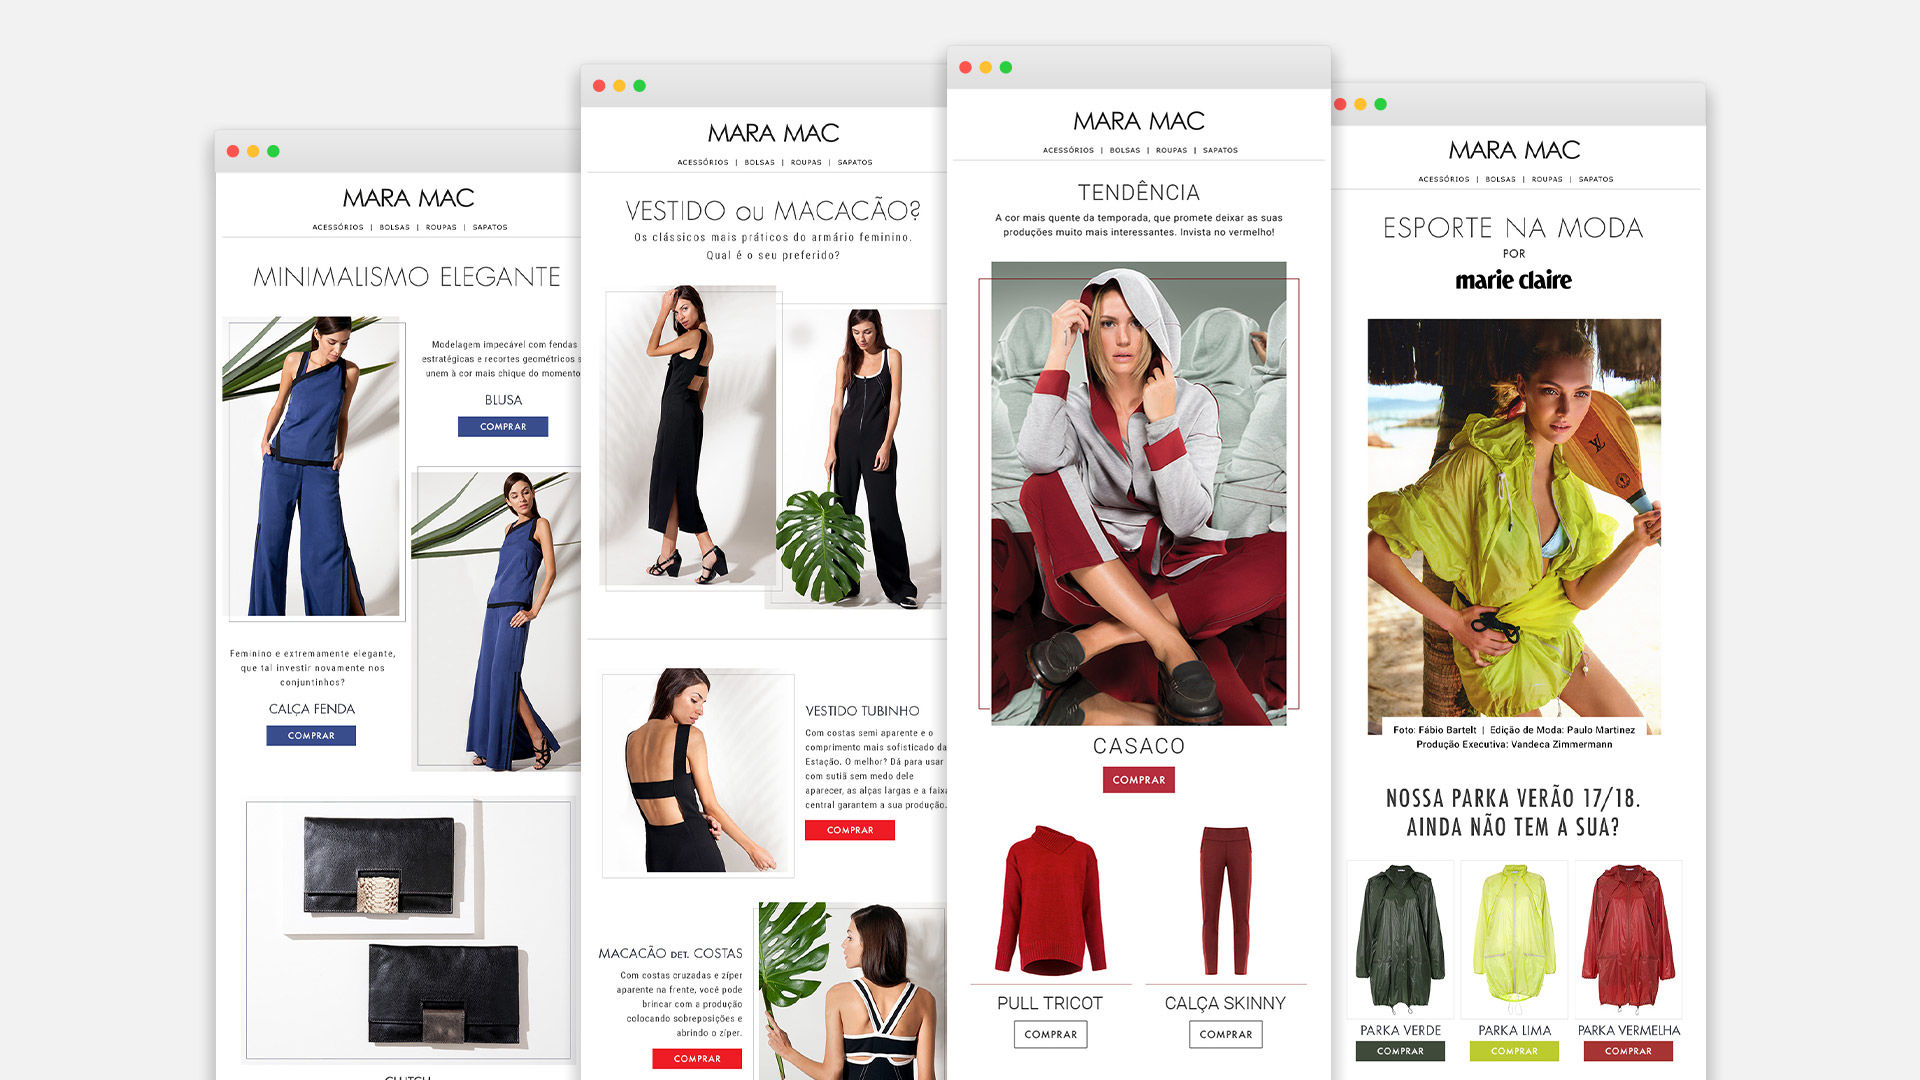 MARA MAC
ACESSÓRIOS | BOLSAS | ROUPAS | SAPATOS
MINIMALISMO ELEGANTE
Modelagem impecável com fendas
estratégicas e recortes geométricos s
unem à cor mais chique do momento
BLUSA
COMPRAR
Feminino e extremamente elegante,
que tal investir novamente nos
conjuntinhos?
CALÇA FENDA
COMPRAR
CLUTCH
MARA MAC
ACESSÓRIOS | BOLSAS | ROUPAS | SAPATOS
VESTIDO ou MACACÃO?
Os clássicos mais práticos do armário feminino.
Qual é o seu preferido?
VESTIDO TUBINHO
Com costas semi aparente e o
comprimento mais sofisticado da
Estação. O melhor? Dá para usar
com sutiã sem medo dele
aparecer, as alças largas e a faixa
central garantem a sua produção.
COMPRAR
MACACÃO DET. COSTAS
Com costas cruzadas e zíper
aparente na frente, você pode
brincar com a produção
colocando sobreposições e
abrindo o zíper.
COMPRAR
MARA MAC
ACESSÓRIOS | BOLSAS | ROUPAS | SAPATOS
TENDÊNCIA
A cor mais quente da temporada, que promete deixar as suas
produções muito mais interessantes. Invista no vermelho!
CASACO
COMPRAR
PULL TRICOT
COMPRAR
CALÇA SKINNY
COMPRAR
MARA MAC
ACESSÓRIOS | BOLSAS | ROUPAS | SAPATOS
ESPORTE NA MODA
POR
marie claire
LV
Foto: Fábio Bartelt | Edição de Moda: Paulo Martinez
Produção Executiva: Vandeca Zimmermann
NOSSA PARKA VERÃO 17/18.
AINDA NÃO TEM A SUA?
PARKA VERDE
COMPRAR
PARKA LIMA
COMPRAR
PARKA VERMELHA
COMPRAR